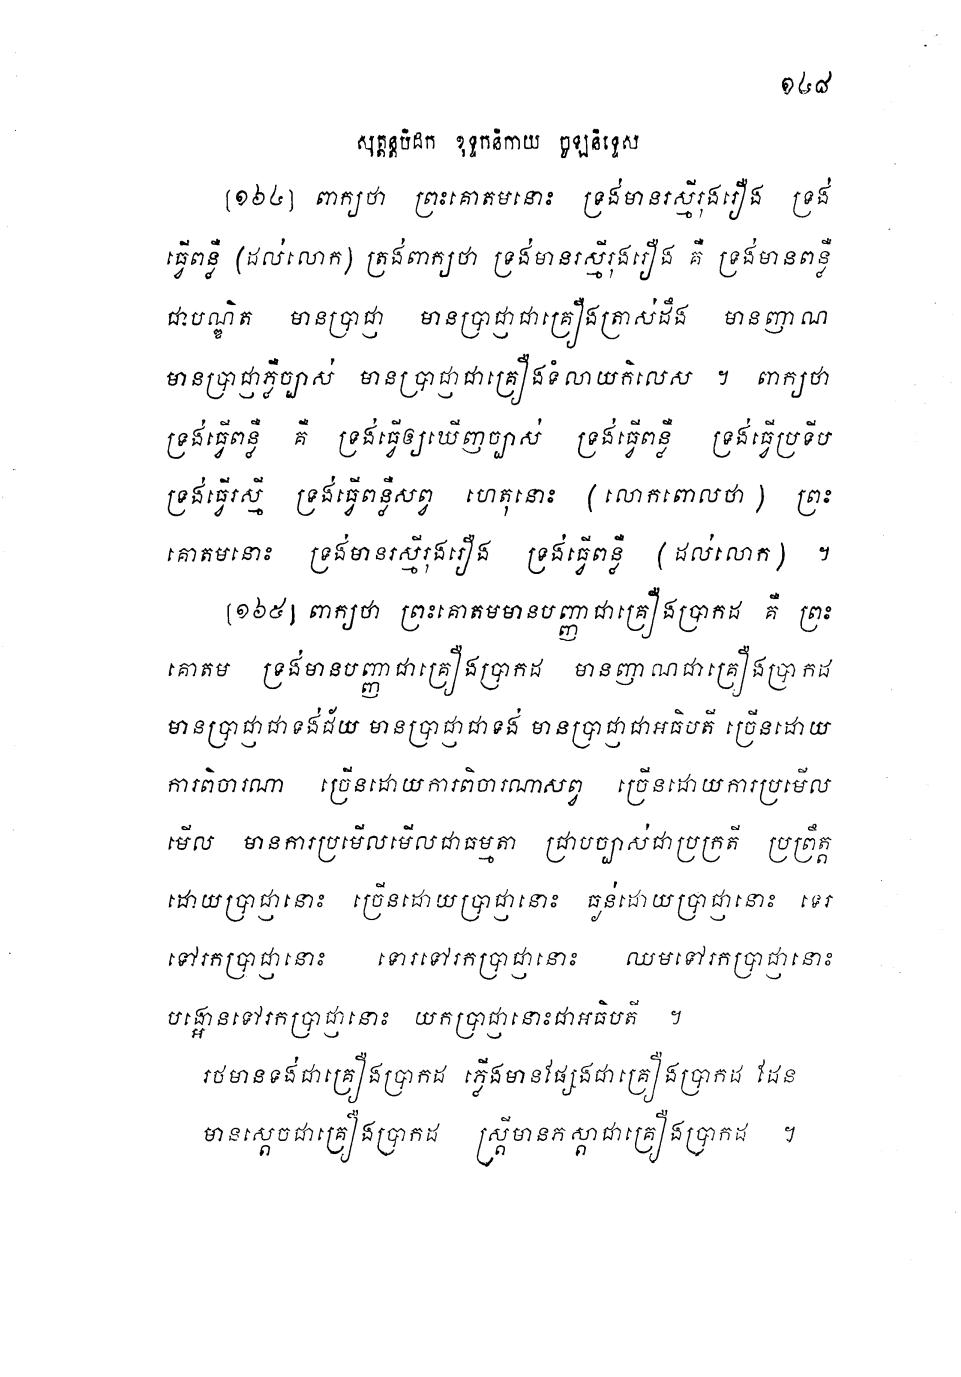 ១៤៨
សុត្តន្តបិដក ខុទ្ទកនិកាយ ចូឡនិទ្ទេស
[១៦៤] ពាក្យថា ព្រះគោតមនោះ ទ្រង់មានរស្មីរុងរឿង ទ្រង់
ធ្វើពន្លឺ (ដល់លោក) ត្រង់ពាក្យថា ទ្រង់មានរស្មីរុងរឿង គឺ ទ្រង់មានពន្លឺ
ជាបណ្ឌិត មានប្រាជ្ញា មានប្រាជ្ញាជាគ្រឿងត្រាស់ដឹង មានញាណ
មានប្រាជ្ញាភ្លឺច្បាស់ មានប្រាជ្ញាជាគ្រឿងទំលាយកិលេស ។ ពាក្យថា
ទ្រង់ធ្វើពន្លឺ គឺ ទ្រង់ធ្វើឲ្យឃើញច្បាស់ ទ្រង់ធ្វើពន្លឺ ទ្រង់ធ្វើប្រទីប
ទ្រង់ធ្វើរស្មី ទ្រង់ធ្វើពន្លឺសព្វ ហេតុនោះ (លោកពោលថា) ព្រះ
គោតមនោះ ទ្រង់មានរស្មីរុងរឿង ទ្រង់ធ្វើពន្លឺ (ដល់លោក) ។
[១៦៥] ពាក្យថា ព្រះគោតមមានបញ្ញាជាគ្រឿងប្រាកដ គឺ ព្រះ
គោតម ទ្រង់មានបញ្ញាជាគ្រឿងប្រាកដ មានញាណជាគ្រឿងប្រាកដ
មានប្រាជ្ញាជាទង់ជ័យ មានប្រាជ្ញាជាទង់ មានប្រាជ្ញាជាអធិបតី ច្រើនដោយ
ការពិចារណា ច្រើនដោយការពិចារណាសព្វ ច្រើនដោយការប្រមើល
មើល មានការប្រមើលមើលជាធម្មតា ជ្រាបច្បាស់ជាប្រក្រតី ប្រព្រឹត្ត
ដោយប្រាជ្ញានោះ ច្រើនដោយប្រាជ្ញានោះ ធ្ងន់ដោយប្រាជ្ញានោះ ទេរ
ទៅរកប្រាជ្ញានោះ ទោរទៅរកប្រាជ្ញានោះ ឈមទៅរកប្រាជ្ញានោះ
បង្អោនទៅរកប្រាជ្ញានោះ យកប្រាជ្ញានោះជាអធិបតី ។
រថមានទង់ជាគ្រឿងប្រាកដ ភ្លើងមានផ្សែងជាគ្រឿងប្រាកដ ដែន
មានស្តេចជាគ្រឿងប្រាកដ ស្ត្រីមានភស្តាជាគ្រឿងប្រាកដ ។